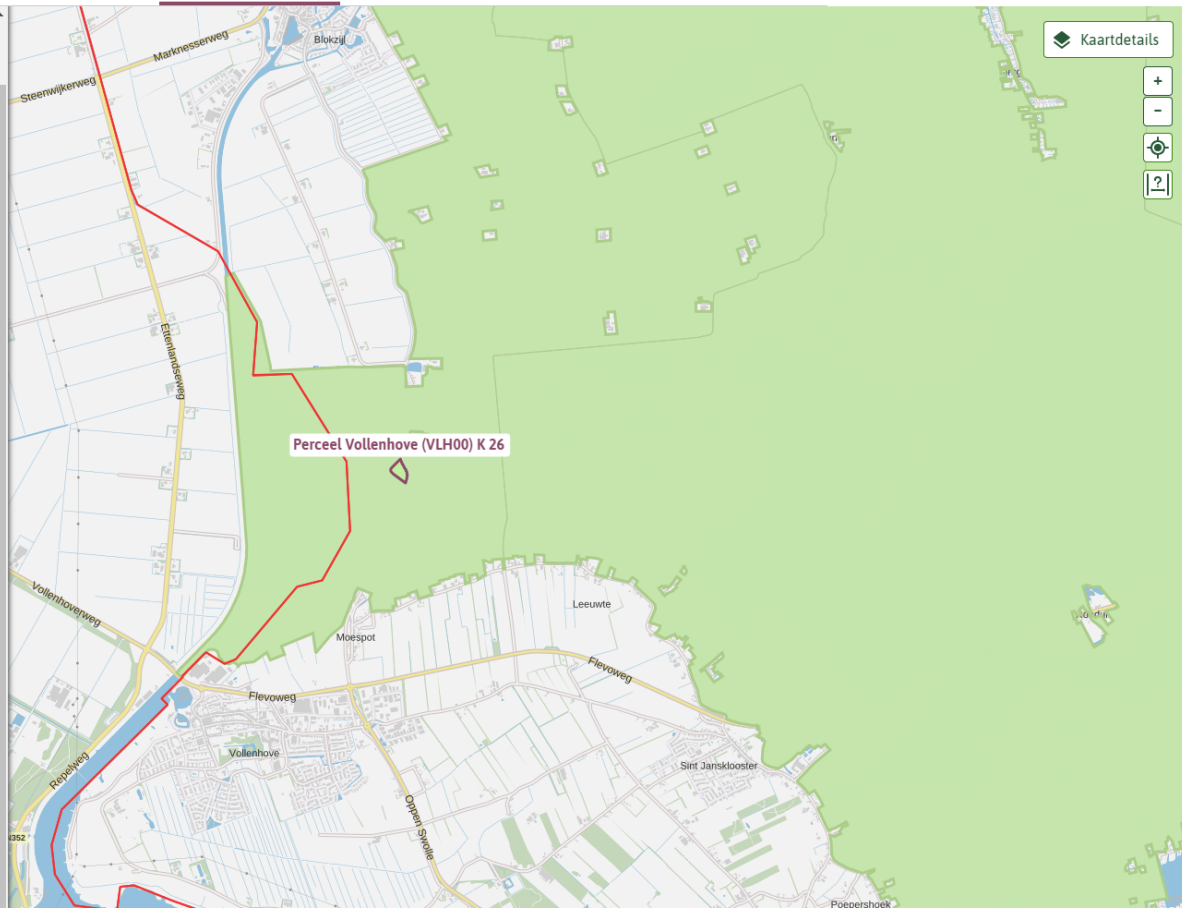 Blokzijl
Marknesserweg
Kaartdetails
Steenwijkerweg
+
-
?
Ettenlandseweg
Perceel Vollenhove (VLH00) K 26
Vollenhoverweg
Leeuwte
Moespot
Flevoweg
Flevoweg
Vollenhove
Sint Jansklooster
Repelweg
Oppen Swolle
N352
Poepershoek